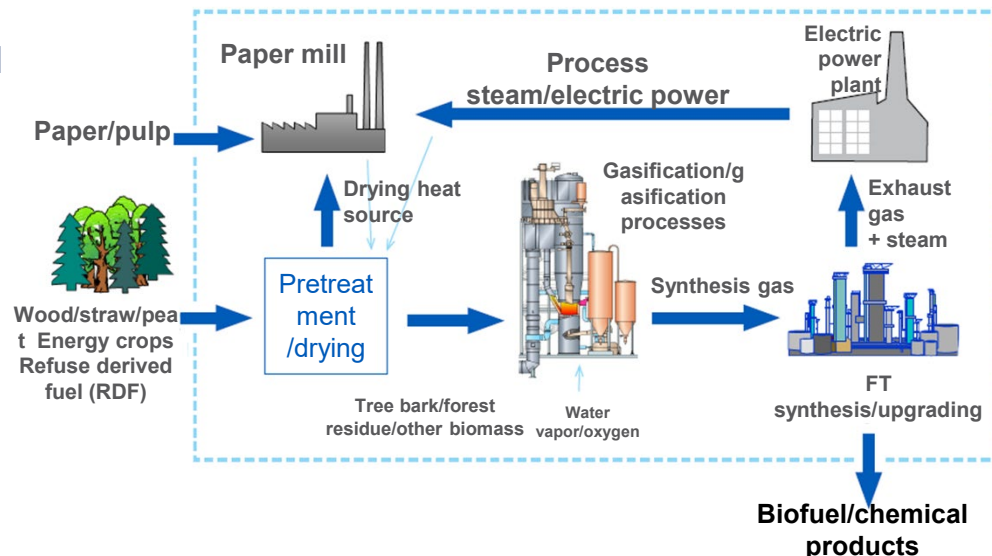 Paper mill
Paper/pulp
Process
steam/electric power
Electric
power
plant
Drying heat
source
Gasification/g
asification
processes
Exhaust
gas
+ steam
Wood/straw/pea
t Energy crops
Refuse derived
fuel (RDF)
Pretreat
ment
/drying
Synthesis gas
Tree bark/forest
residue/other biomass
Water
vapor/oxygen
FT
synthesis/upgrading
Biofuel/chemical
products